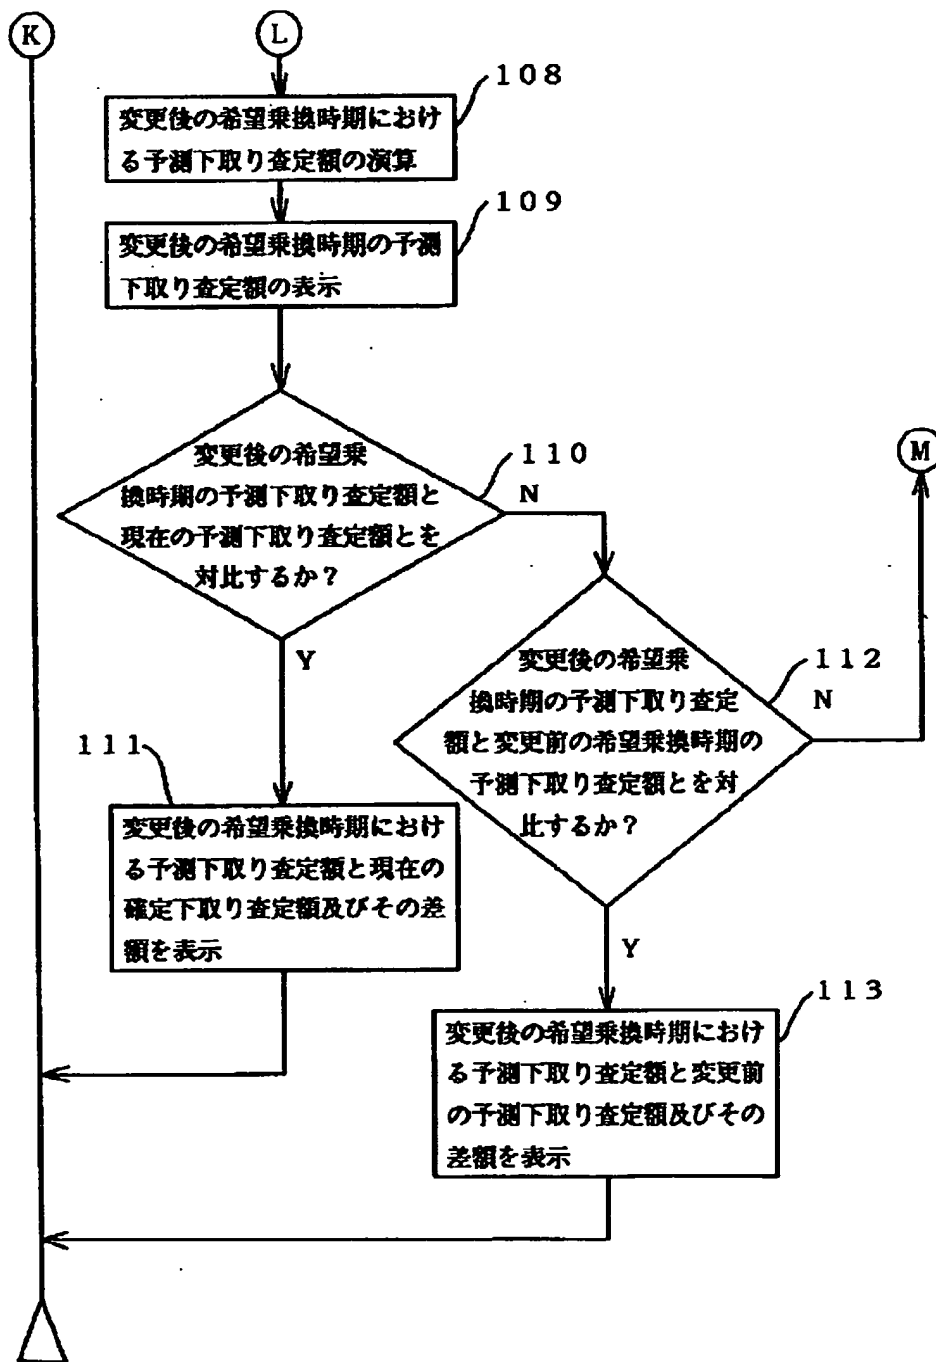 K
L
108
変更後の希望乗換時期におけ
る予測下取り査定額の演算
109
変更後の希望乗換時期の予測
下取り査定額の表示
変更後の希望乗
換時期の予測下取り査定額と
現在の予測下取り査定額とを
対比するか？
110
N
M
Y
変更後の希望乗
換時期の予測下取り査定
額と変更前の希望乗換時期の
予測下取り査定額とを対
比するか？
112
N
111
変更後の希望乗換時期におけ
る予測下取り査定額と現在の
確定下取り査定額及びその差
額を表示
Y
113
変更後の希望乗換時期におけ
る予測下取り査定額と変更前
の予測下取り査定額及びその
差額を表示